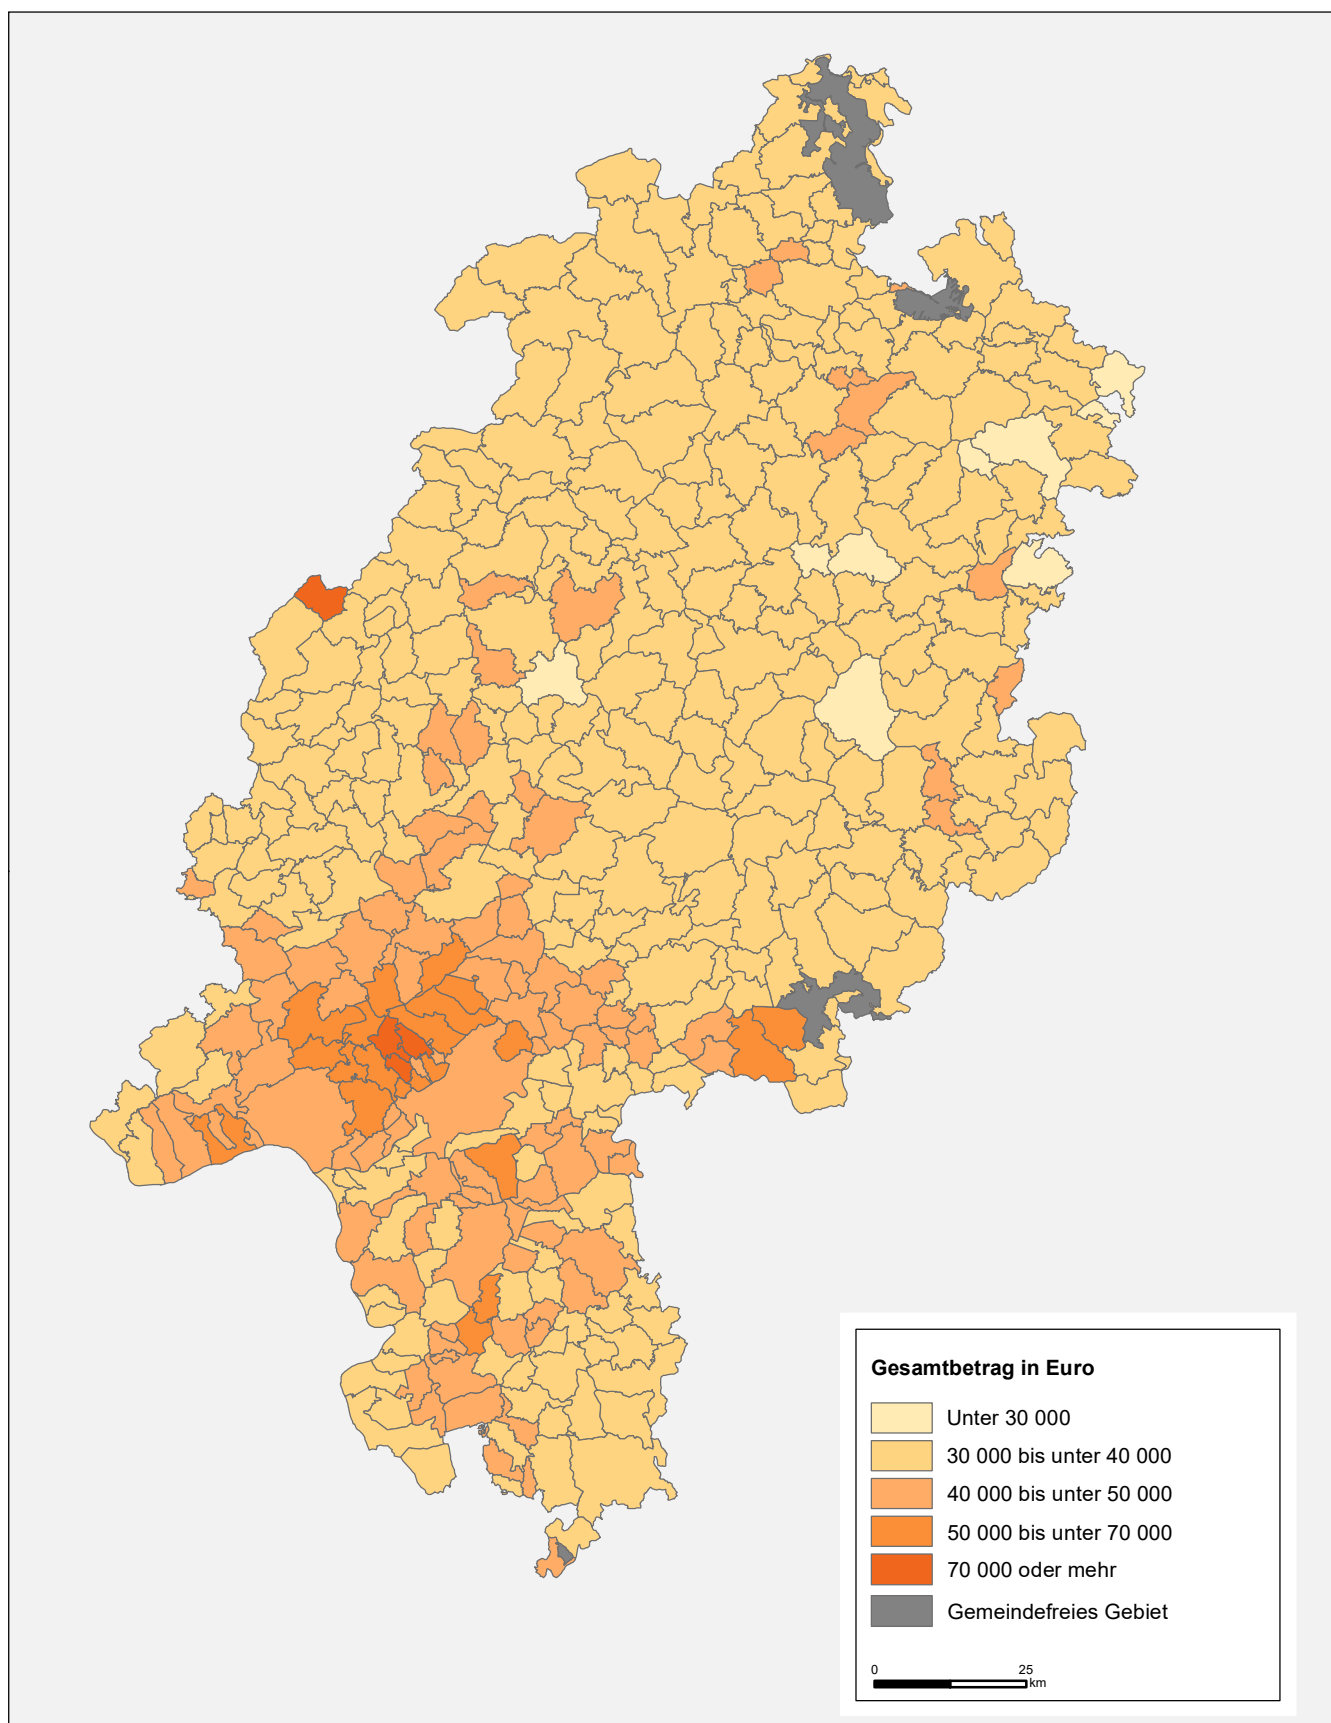 Gesamtbetrag in Euro
Unter 30 000
30 000 bis unter 40 000
40 000 bis unter 50 000
50 000 bis unter 70 000
70 000 oder mehr
Gemeindefreies Gebiet
0 25
km